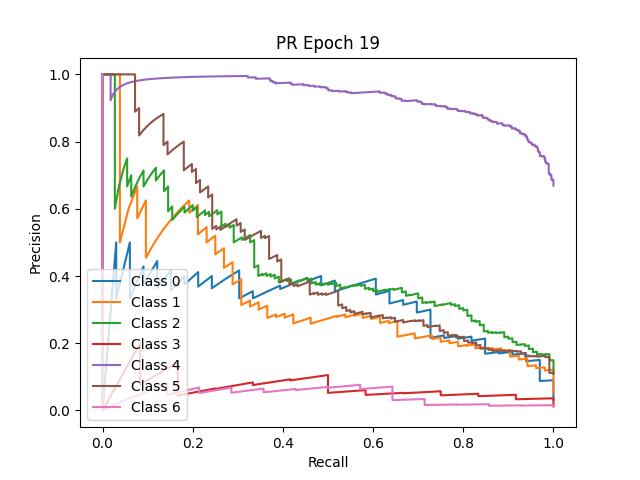 PR Epoch 19
1.0
0.8
0.6
0.4
0.2
0.0
Precision
Class 0
Class 1
Class 2
Class 3
Class 4
Class 5
Class 6
0.0 0.2 0.4 0.6 0.8 1.0
Recall